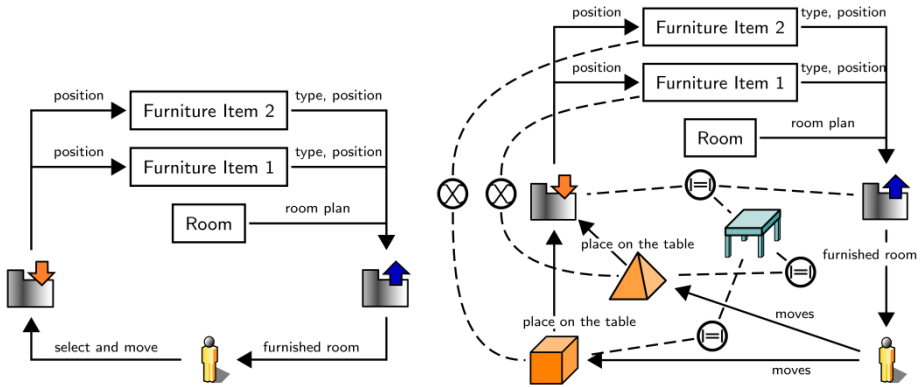 position
Furniture Item 2
type, position
position
Furniture Item 1
type, position
Room
room plan
select and move
furnished room
position
Furniture Item 2
type, position
position
Furniture Item 1
type, position
Room
room plan
|=|
place on the table
furnished room
|=|
moves
place on the table
|=|
moves